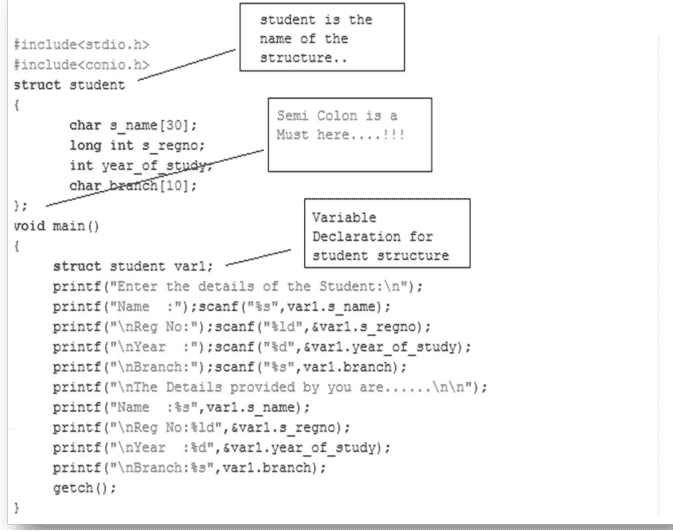 student is the
name of the
structure..
#include<stdio.h>
#include<conio.h>
struct student
{
char s_name[30];
long int s_regno;
int year_of_study;
char branch[10];
};
Semi Colon is a
Must here....!!!
void main()
{
Variable
Declaration for
student structure
struct student var1;
printf("Enter the details of the Student:\n");
printf("Name  :");scanf("%s",var1.s_name);
printf("\nReg No:");scanf("%ld",&var1.s_regno);
printf("\nYear  :");scanf("%d",&var1.year_of_study);
printf("\nBranch:");scanf("%s",var1.branch);
printf("\nThe Details provided by you are......\n\n");
printf("Name  :%s",var1.s_name);
printf("\nReg No:%ld",&var1.s_regno);
printf("\nYear  :%d",&var1.year_of_study);
printf("\nBranch:%s",var1.branch);
getch();
}